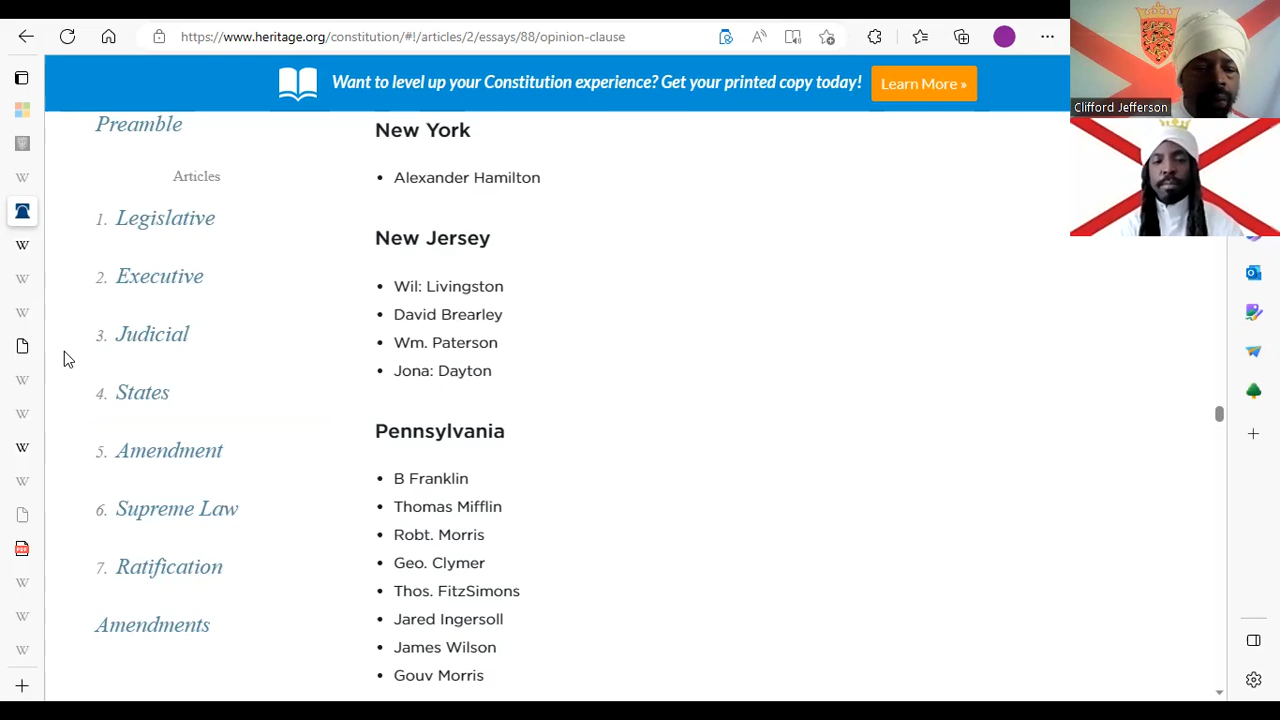 https://www.heritage.org/constitution/#!/articles/2/essays/88/opinion-clause
Want to level up your Constitution experience? Get your printed copy today!
Learn More »
Clifford Jefferson
Preamble
Articles
1. Legislative
2. Executive
3. Judicial
4. States
5. Amendment
6. Supreme Law
7. Ratification
Amendments
New York
• Alexander Hamilton
New Jersey
• Wil: Livingston
• David Brearley
• Wm. Paterson
• Jona: Dayton
Pennsylvania
• B Franklin
• Thomas Mifflin
• Robt. Morris
• Geo. Clymer
• Thos. FitzSimons
• Jared Ingersoll
• James Wilson
• Gouv Morris